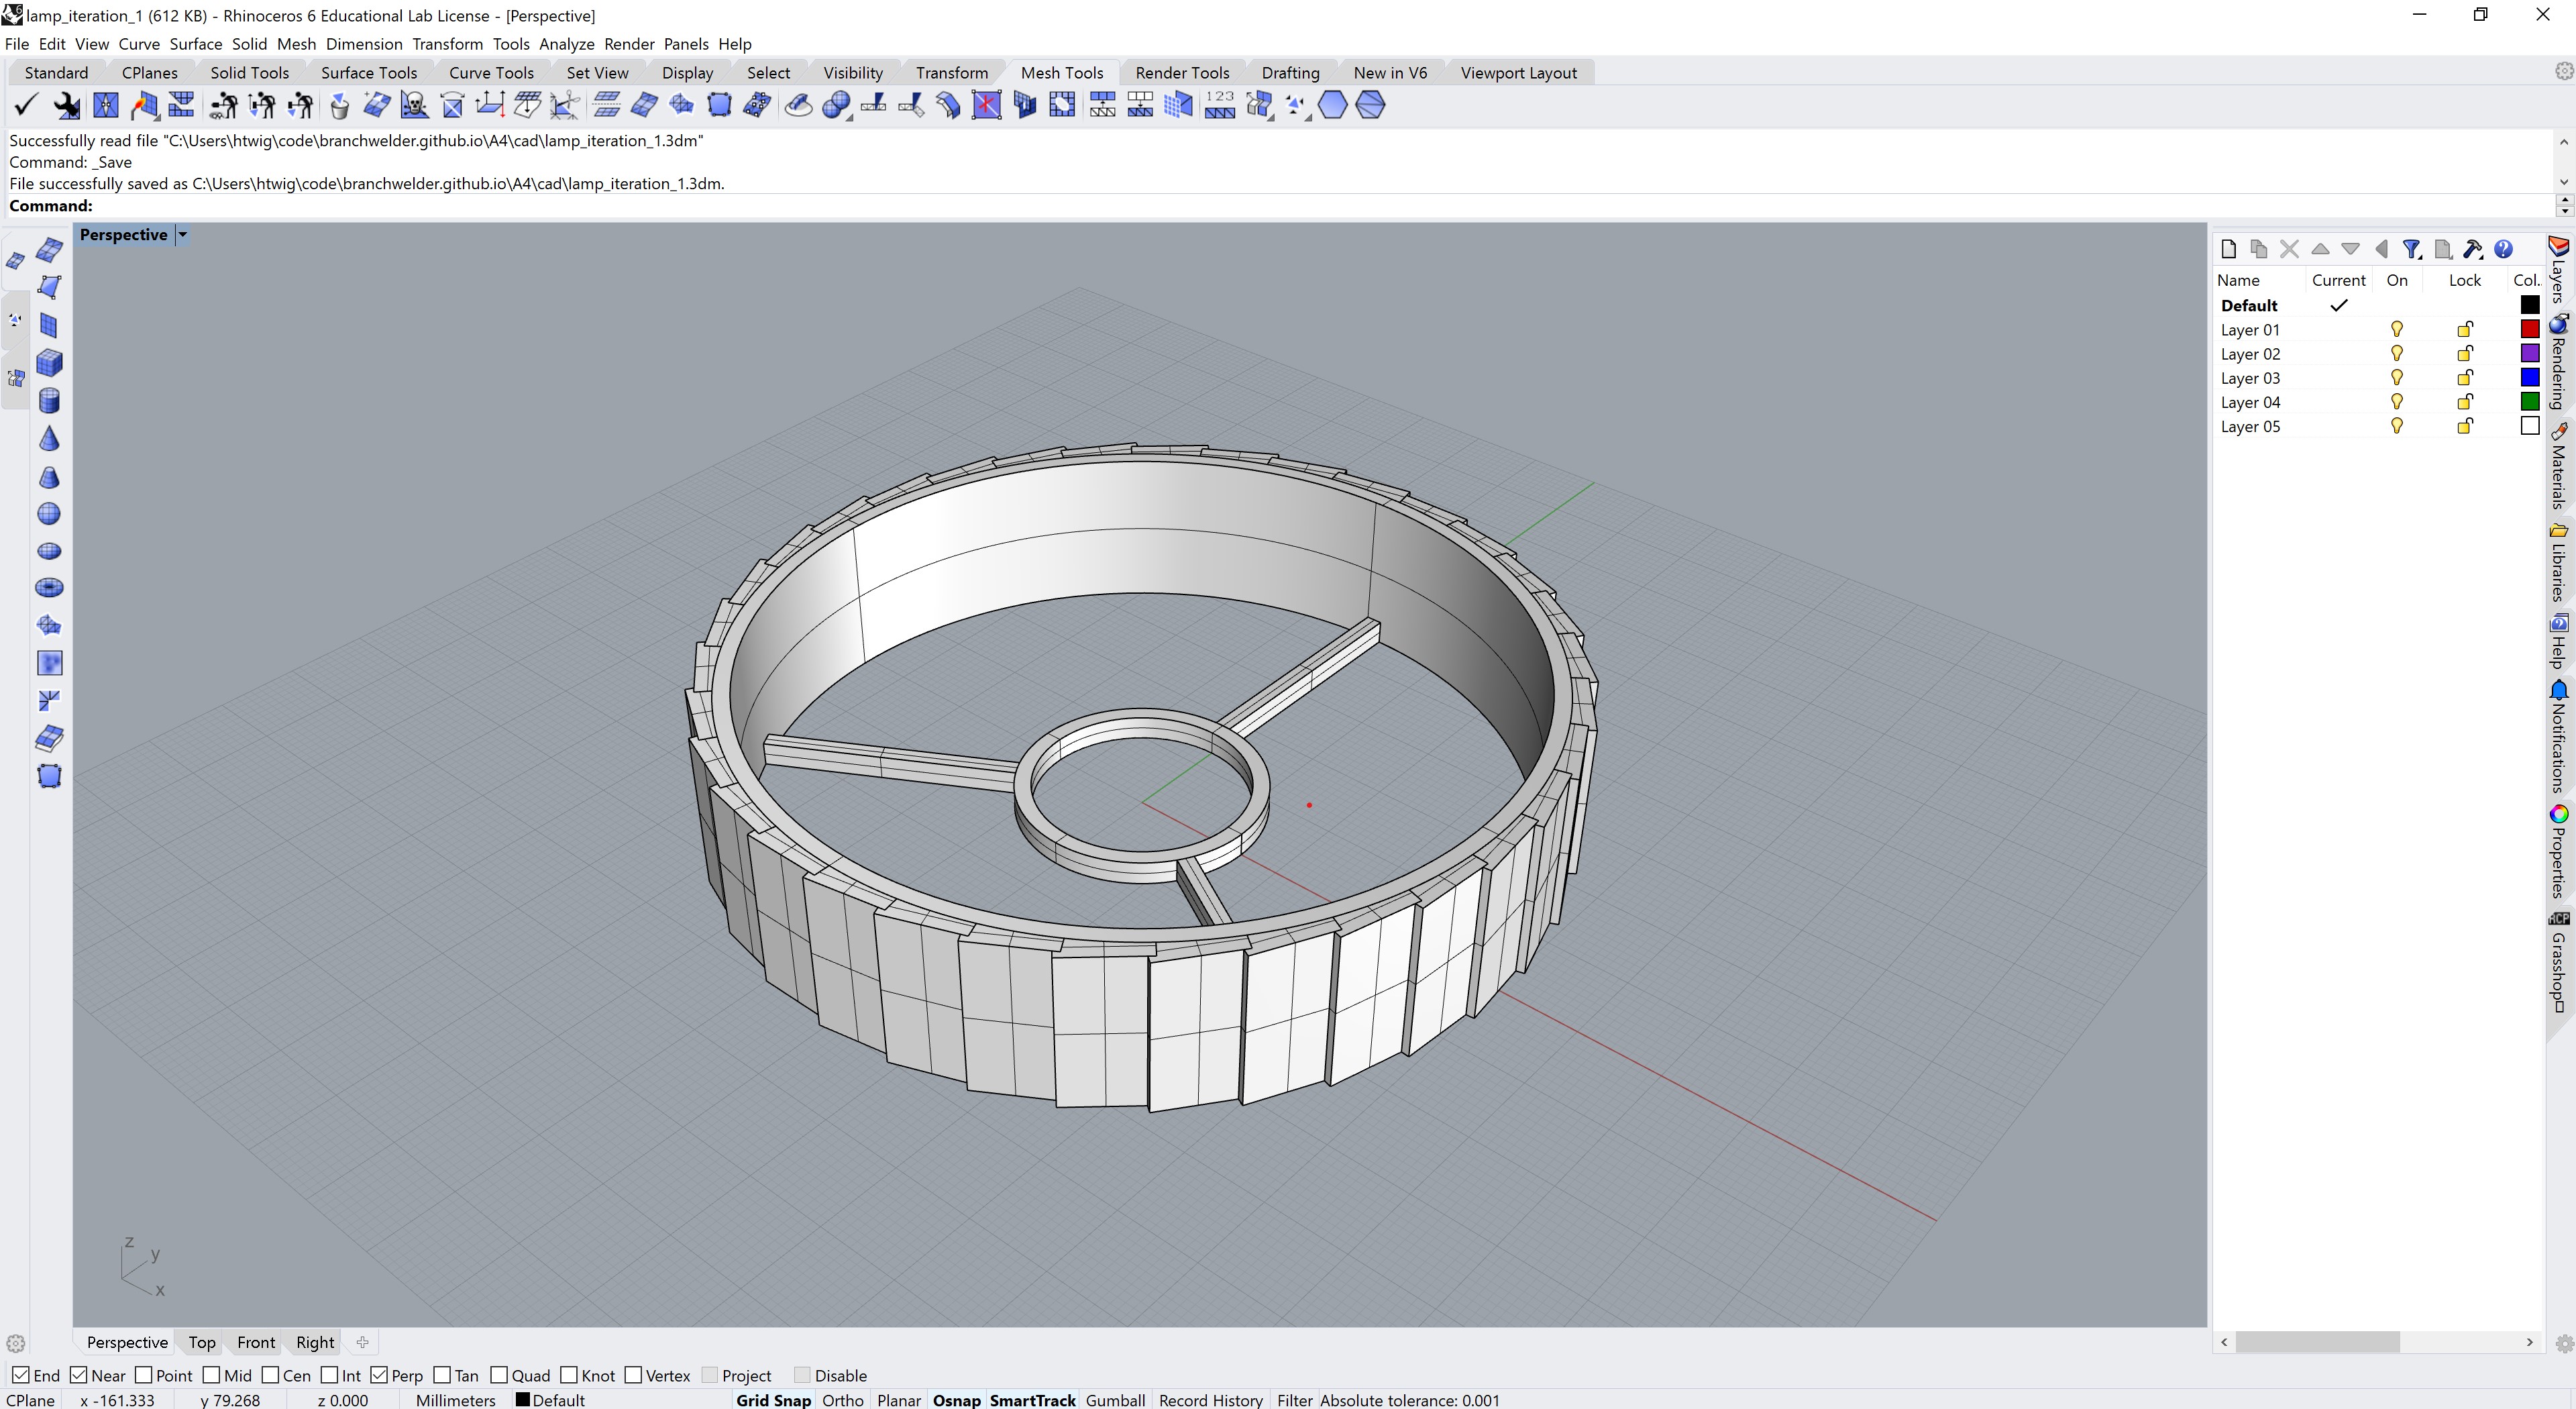 lamp_iteration_1 (612 KB) - Rhinoceros 6 Educational Lab License - [Perspective]
File Edit View Curve Surface Solid Mesh Dimension Transform Tools Analyze Render Panels Help
Standard CPlanes Solid Tools Surface Tools Curve Tools Set View Display Select Visibility Transform Mesh Tools Render Tools Drafting New in V6 Viewport Layout
123
Successfully read file "C:\Users\htwig\code\branchwelder.github.io\A4\cad\lamp_iteration_1.3dm"
Command: _Save
File successfully saved as C:\Users\htwig\code\branchwelder.github.io\A4\cad\lamp_iteration_1.3dm.
Command:
Perspective
Name Current On Lock Col..
Default
Layer 01
Layer 02
Layer 03
Layer 04
Layer 05
Layers
Rendering
Materials
Libraries
Help
Notifications
Properties
RCP
Grasshop
z
y
x
Perspective Top Front Right
End Near Point Mid Cen Int Perp Tan Quad Knot Vertex Project Disable
CPlane x -161.333 y 79.268 z 0.000 Millimeters Default Grid Snap Ortho Planar Osnap SmartTrack Gumball Record History Filter Absolute tolerance: 0.001